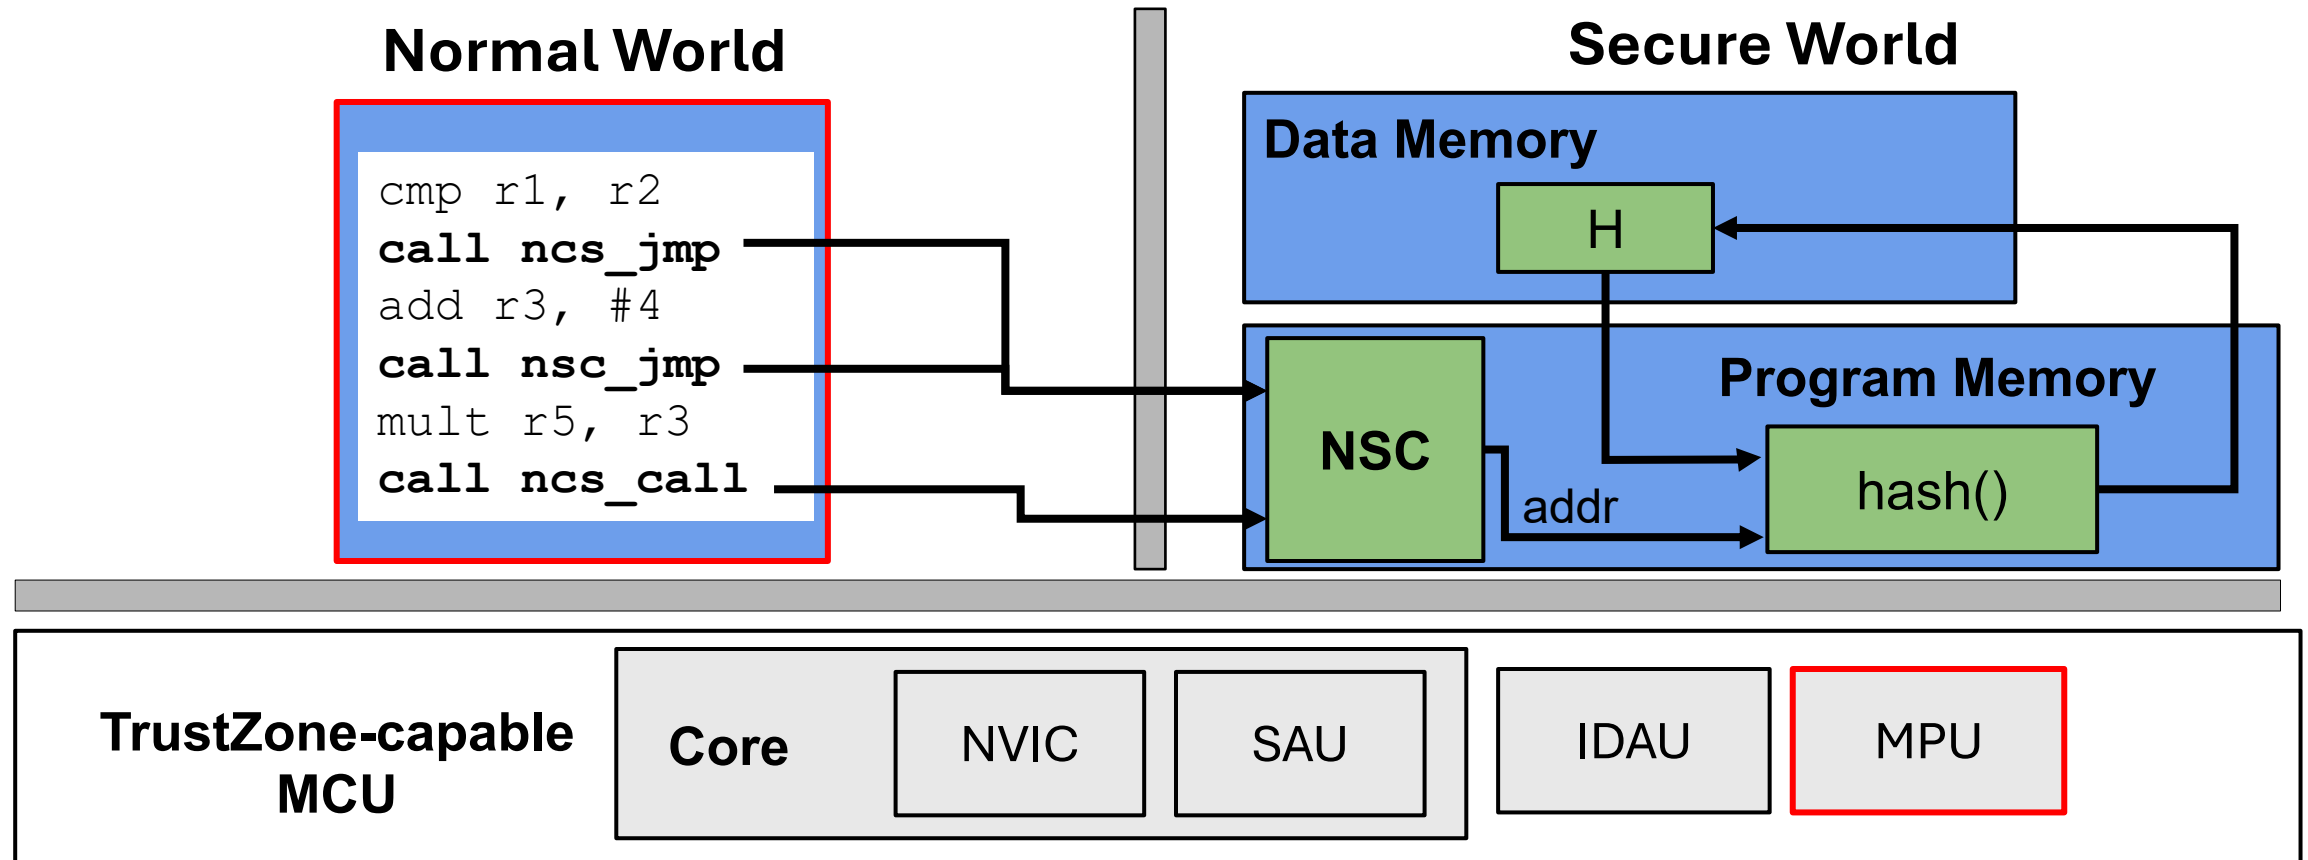 Normal World
cmp r1, r2
call ncs_jmp
add r3, #4
call nsc_jmp
mult r5, r3
call ncs_call
Secure World
Data Memory
H
NSC
Program Memory
addr
hash()
TrustZone-capable
MCU
Core
NVIC
SAU
IDAU
MPU